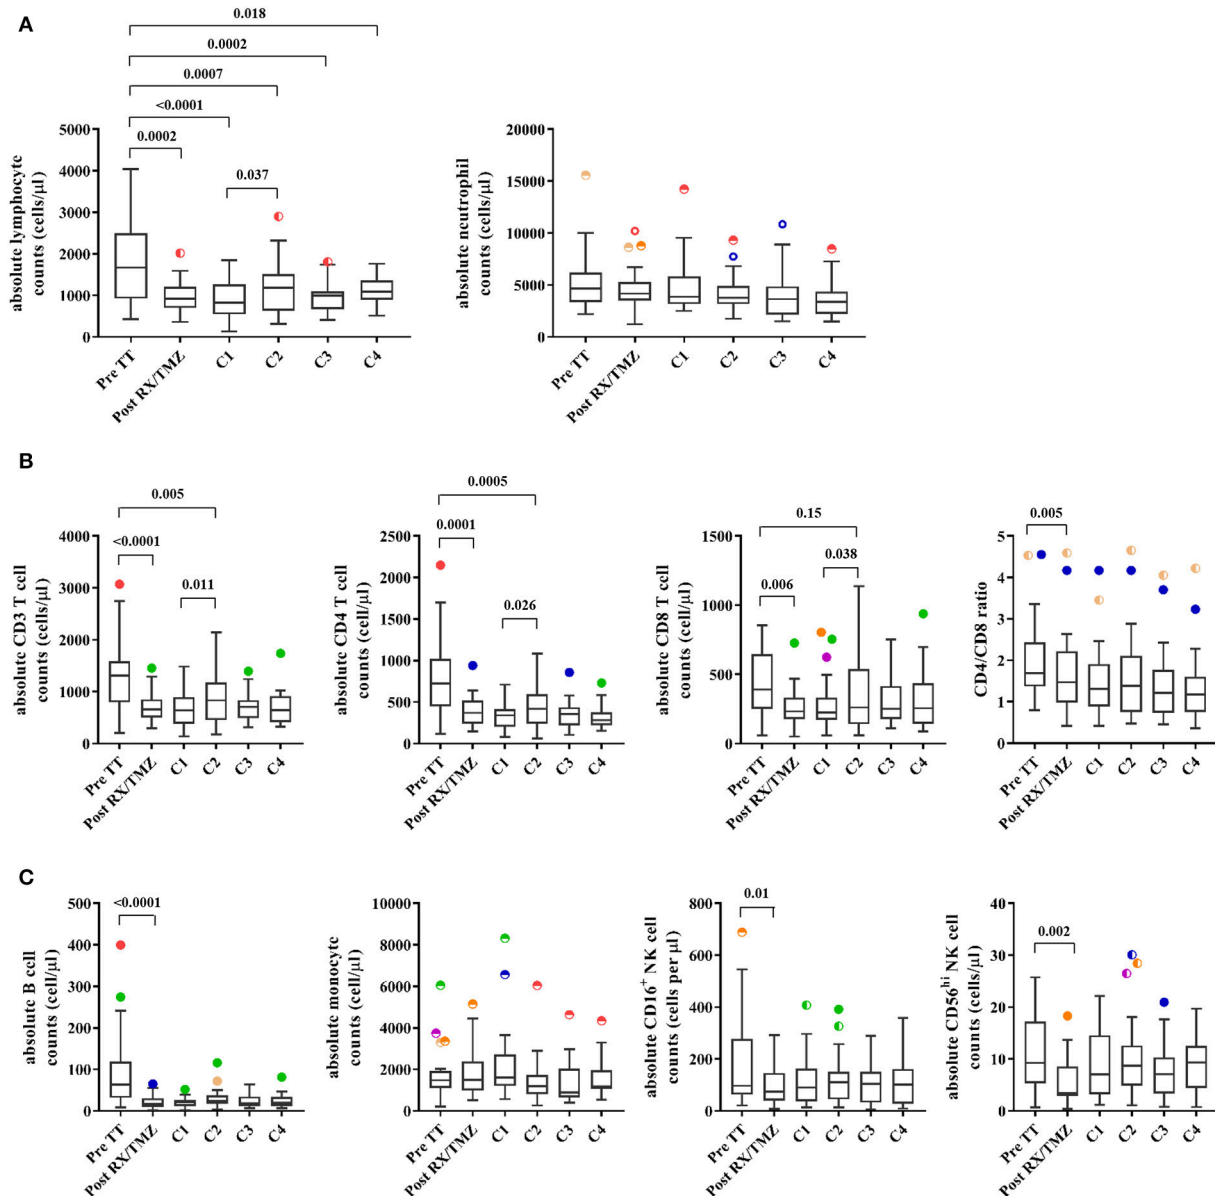 A
0.018
0.0002
0.0007
<0.0001
0.0002
0.037
absolute lymphocyte
counts (cells/µl)
5000
4000
3000
2000
1000
0
Pre TT
Post RX/TMZ
C1
C2
C3
C4
absolute neutrophil
counts (cells/µl)
20000
15000
10000
5000
0
Pre TT
Post RX/TMZ
C1
C2
C3
C4
B
0.005
<0.0001
0.011
absolute CD3 T cell
counts (cells/µl)
4000
3000
2000
1000
0
Pre TT
Post RX/TMZ
C1
C2
C3
C4
0.0005
0.0001
0.026
absolute CD4 T cell
counts (cell/µl)
2500
2000
1500
1000
500
0
Pre TT
Post RX/TMZ
C1
C2
C3
C4
0.15
0.038
0.006
absolute CD8 T cell
counts (cell/µl)
1500
1000
500
0
Pre TT
Post RX/TMZ
C1
C2
C3
C4
0.005
CD4/CD8 ratio
5
4
3
2
1
0
Pre TT
Post RX/TMZ
C1
C2
C3
C4
C
<0.0001
absolute B cell
counts (cell/µl)
500
400
300
200
100
0
Pre TT
Post RX/TMZ
C1
C2
C3
C4
absolute monocyte
counts (cell/µl)
10000
8000
6000
4000
2000
0
Pre TT
Post RX/TMZ
C1
C2
C3
C4
0.01
absolute CD16+ NK cell
counts (cells per µl)
800
600
400
200
0
Pre TT
Post RX/TMZ
C1
C2
C3
C4
0.002
absolute CD56hi NK cell
counts (cells/µl)
40
30
20
10
0
Pre TT
Post RX/TMZ
C1
C2
C3
C4